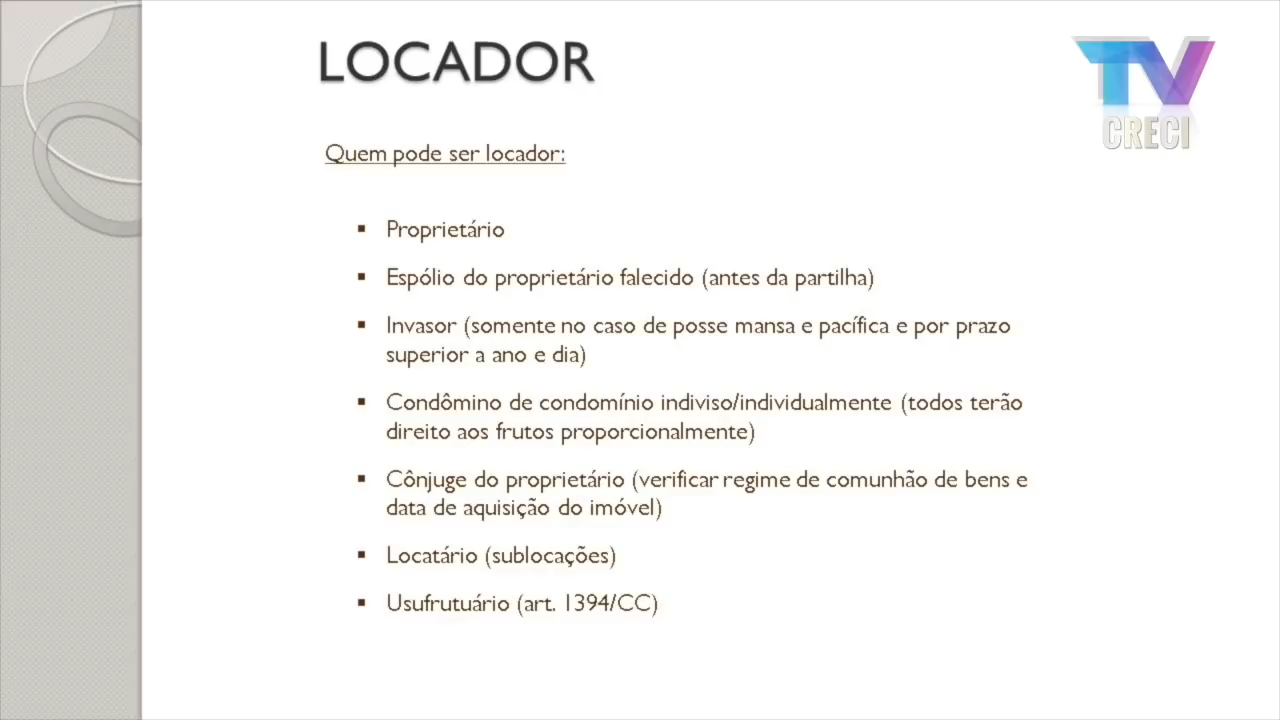 LOCADOR
TV
CRECI
Quem pode ser locador:
▪ Proprietário
▪ Espólio do proprietário falecido (antes da partilha)
▪ Invasor (somente no caso de posse mansa e pacífica e por prazo
superior a ano e dia)
▪ Condômino de condomínio indiviso/individualmente (todos terão
direito aos frutos proporcionalmente)
▪ Cônjuge do proprietário (verificar regime de comunhão de bens e
data de aquisição do imóvel)
▪ Locatário (sublocações)
▪ Usufrutuário (art. 1394/CC)